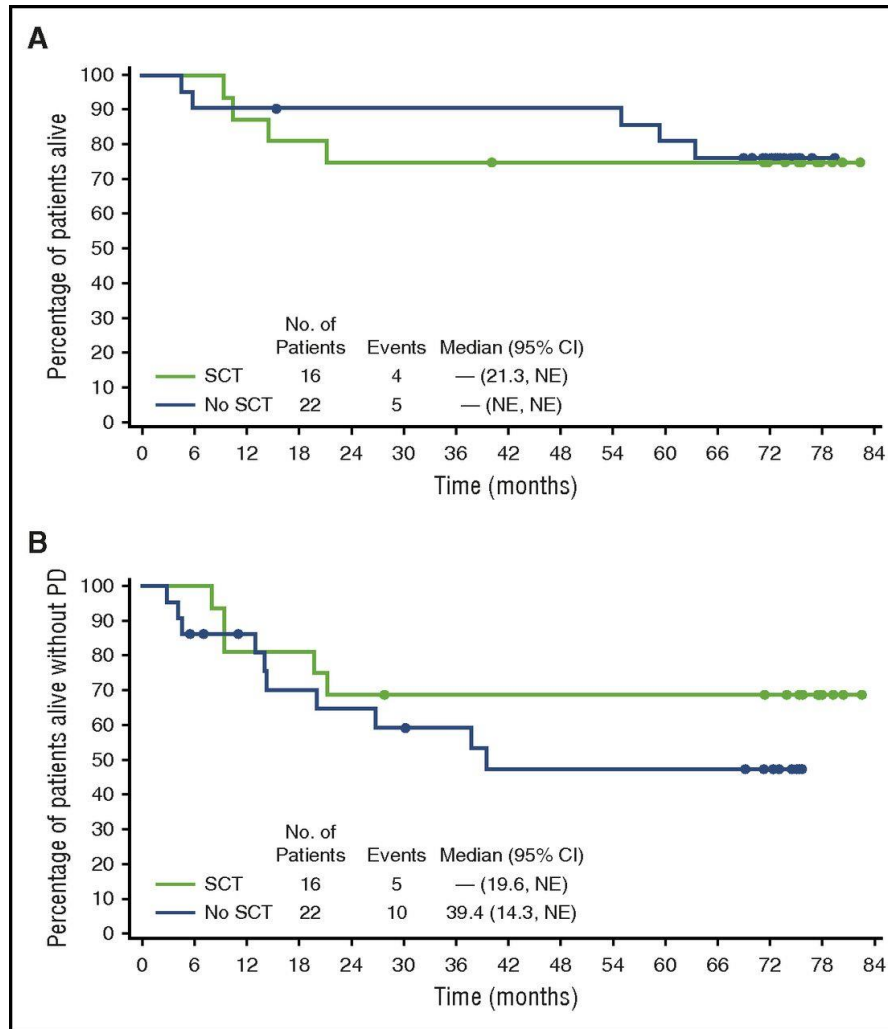 A
Percentage of patients alive
100
90
80
70
60
50
40
30
20
10
0
No. of
Patients Events Median (95% CI)
SCT 16 4 — (21.3, NE)
No SCT 22 5 — (NE, NE)
0 6 12 18 24 30 36 42 48 54 60 66 72 78 84
Time (months)
B
Percentage of patients alive without PD
100
90
80
70
60
50
40
30
20
10
0
No. of
Patients Events Median (95% CI)
SCT 16 5 — (19.6, NE)
No SCT 22 10 39.4 (14.3, NE)
0 6 12 18 24 30 36 42 48 54 60 66 72 78 84
Time (months)